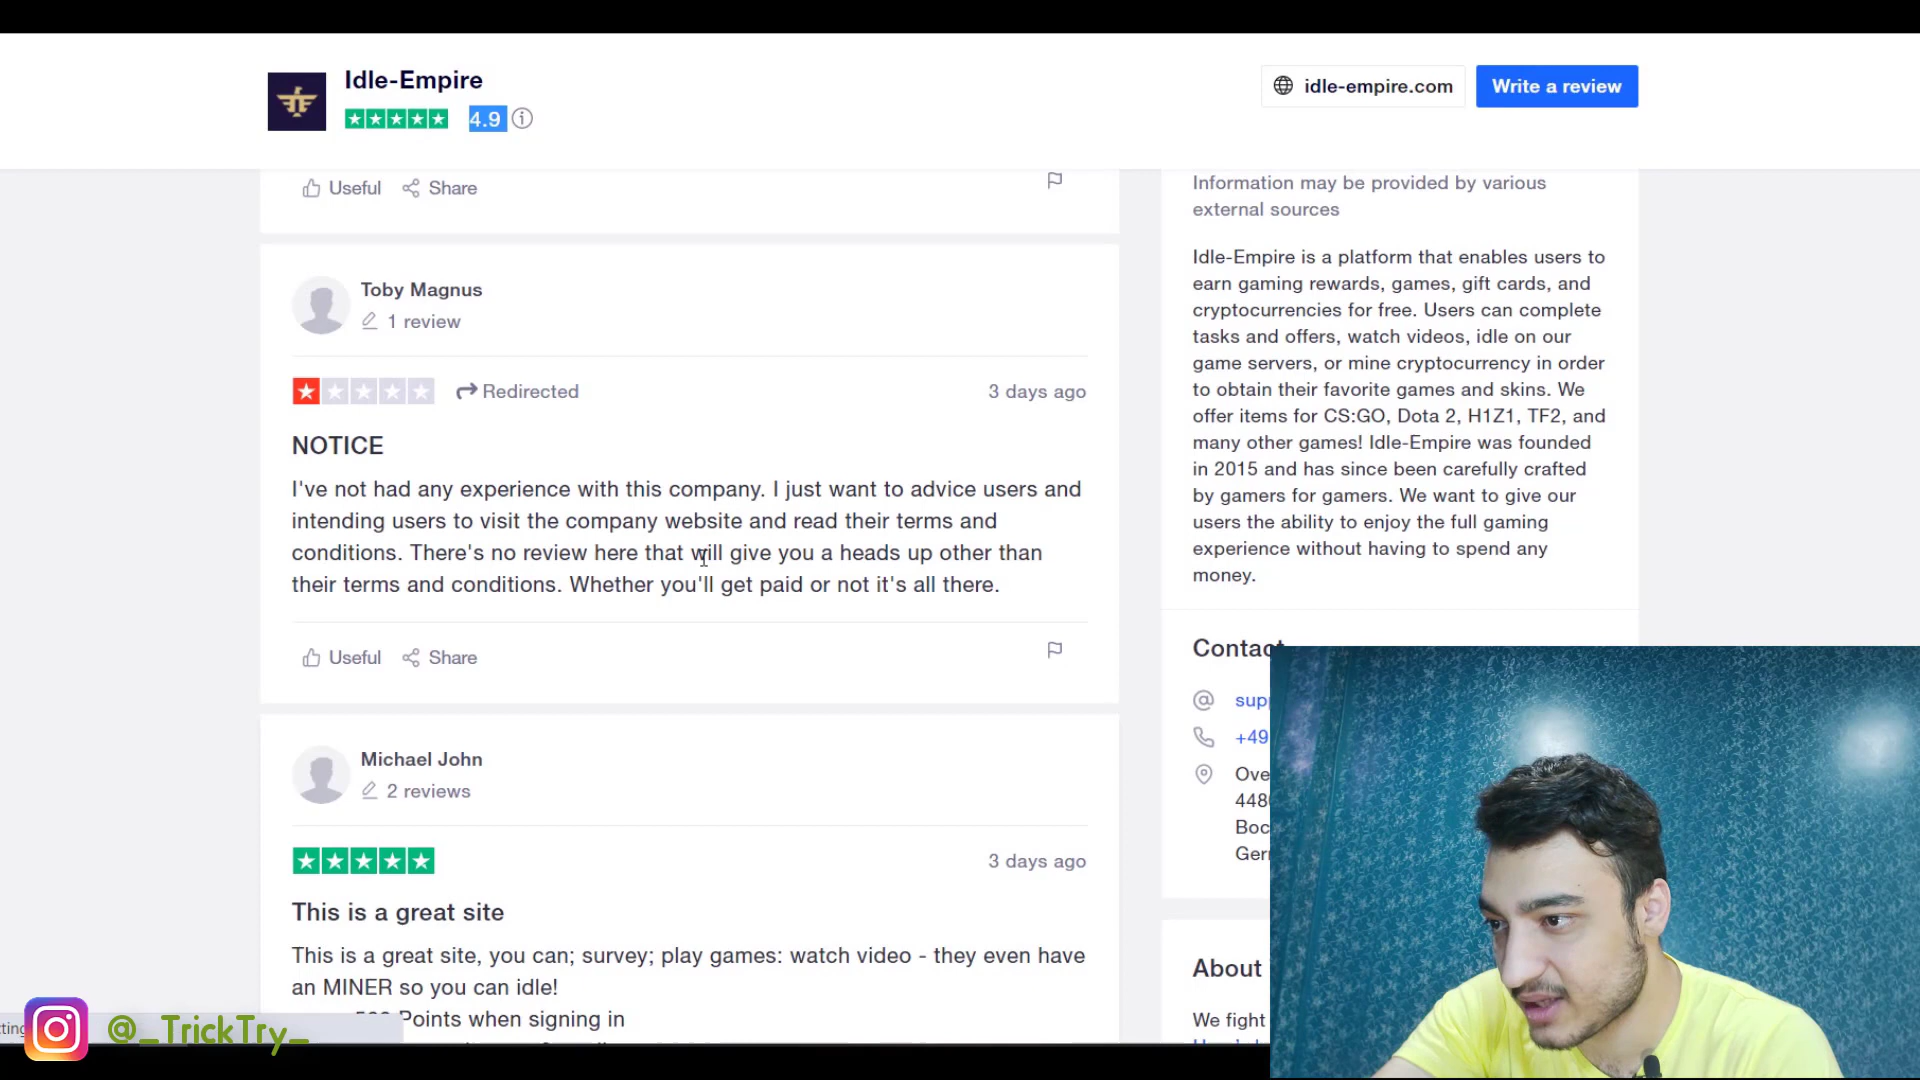 Idle-Empire
4.9
idle-empire.com
Write a review
Useful
Share
Information may be provided by various
external sources
Idle-Empire is a platform that enables users to
earn gaming rewards, games, gift cards, and
cryptocurrencies for free. Users can complete
tasks and offers, watch videos, idle on our
game servers, or mine cryptocurrency in order
to obtain their favorite games and skins. We
offer items for CS:GO, Dota 2, H1Z1, TF2, and
many other games! Idle-Empire was founded
in 2015 and has since been carefully crafted
by gamers for gamers. We want to give our
users the ability to enjoy the full gaming
experience without having to spend any
money.
Toby Magnus
1 review
Redirected
3 days ago
NOTICE
I've not had any experience with this company. I just want to advice users and
intending users to visit the company website and read their terms and
conditions. There's no review here that will give you a heads up other than
their terms and conditions. Whether you'll get paid or not it's all there.
Useful
Share
Contact
+49
Michael John
2 reviews
3 days ago
This is a great site
This is a great site, you can; survey; play games: watch video - they even have
an MINER so you can idle!
Points when signing in
About
We fight
@_TrickTry_